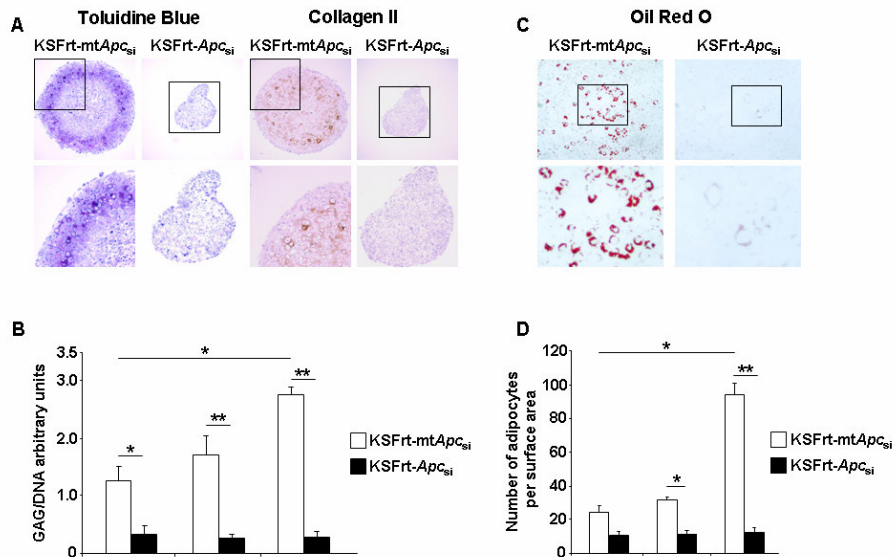 A
Toluidine Blue
Collagen II
KSFrt-mtApcsi
KSFrt-Apcsi
KSFrt-mtApcsi
KSFrt-Apcsi
C
Oil Red O
KSFrt-mtApcsi
KSFrt-Apcsi
B
GAG/DNA arbitrary units
3.5
3.0
2.0
1.0
0
*
*
**
**
KSFrt-mtApcsi
KSFrt-Apcsi
D
Number of adipocytes
per surface area
120
100
80
60
40
20
0
*
*
**
KSFrt-mtApcsi
KSFrt-Apcsi